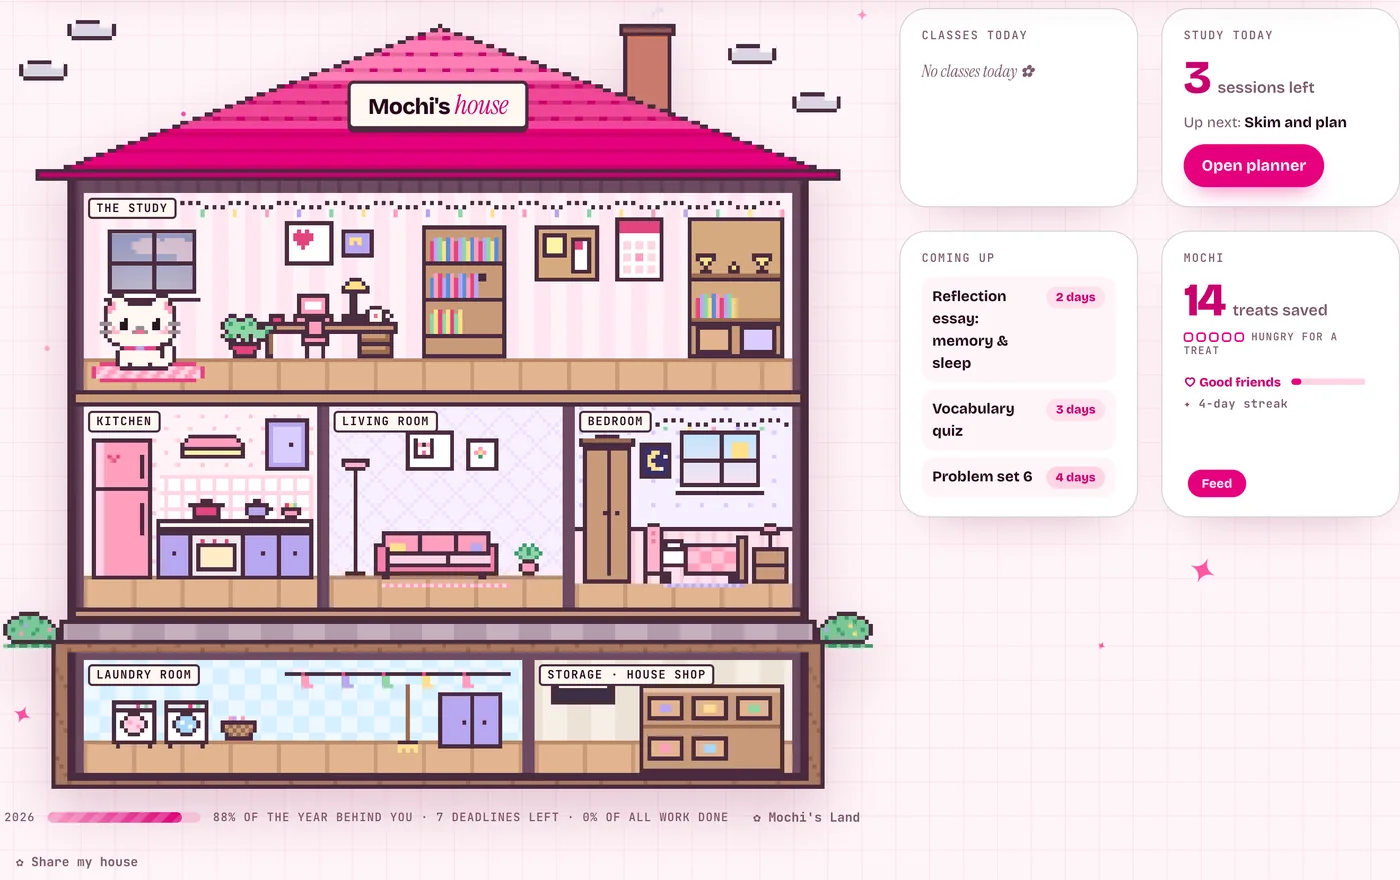 Mochi's house
THE STUDY
KITCHEN
LIVING ROOM
BEDROOM
LAUNDRY ROOM
STORAGE · HOUSE SHOP
2026
88% OF THE YEAR BEHIND YOU · 7 DEADLINES LEFT · 0% OF ALL WORK DONE
✿ Mochi's Land
✿ Share my house
CLASSES TODAY
No classes today ✿
STUDY TODAY
3 sessions left
Up next: Skim and plan
Open planner
COMING UP
Reflection
essay:
memory &
sleep
2 days
Vocabulary
quiz
3 days
Problem set 6
4 days
MOCHI
14 treats saved
HUNGRY FOR A
TREAT
Good friends
✦ 4-day streak
Feed